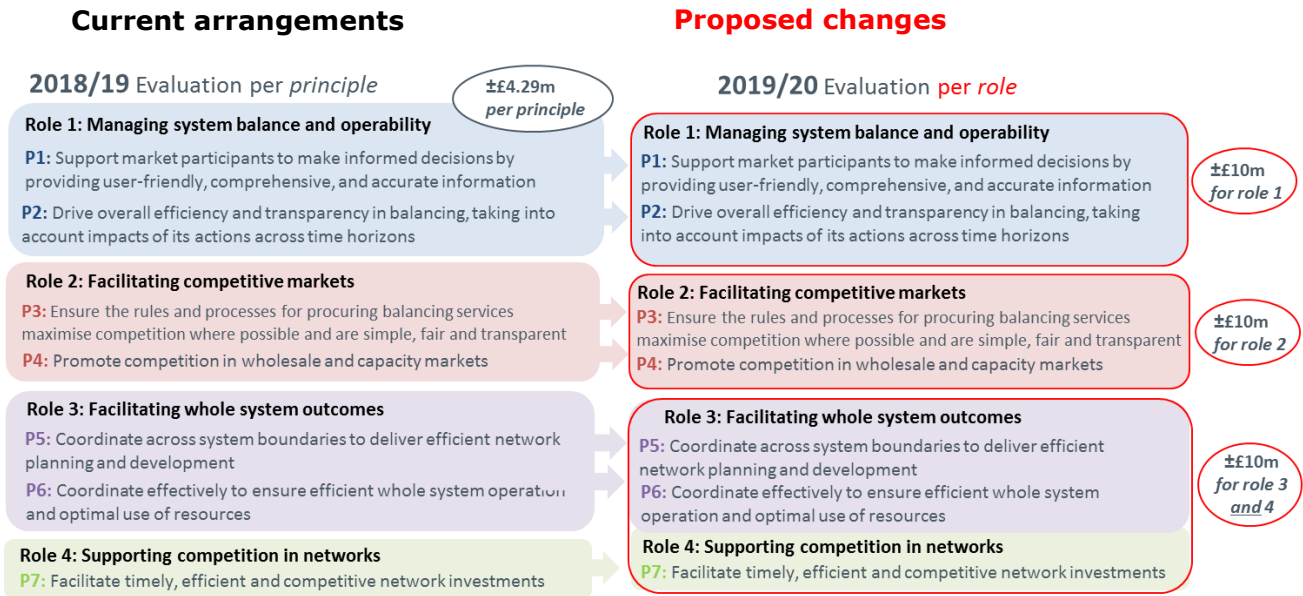 Current arrangements
Proposed changes
2018/19 Evaluation per principle
±£4.29m
per principle
Role 1: Managing system balance and operability
P1: Support market participants to make informed decisions by
providing user-friendly, comprehensive, and accurate information
P2: Drive overall efficiency and transparency in balancing, taking into
account impacts of its actions across time horizons
Role 2: Facilitating competitive markets
P3: Ensure the rules and processes for procuring balancing services
maximise competition where possible and are simple, fair and transparent
P4: Promote competition in wholesale and capacity markets
Role 3: Facilitating whole system outcomes
P5: Coordinate across system boundaries to deliver efficient network
planning and development
P6: Coordinate effectively to ensure efficient whole system operation
and optimal use of resources
Role 4: Supporting competition in networks
P7: Facilitate timely, efficient and competitive network investments
2019/20 Evaluation per role
Role 1: Managing system balance and operability
P1: Support market participants to make informed decisions by
providing user-friendly, comprehensive, and accurate information
P2: Drive overall efficiency and transparency in balancing, taking
into account impacts of its actions across time horizons
±£10m
for role 1
Role 2: Facilitating competitive markets
P3: Ensure the rules and processes for procuring balancing services
maximise competition where possible and are simple, fair and transparent
P4: Promote competition in wholesale and capacity markets
±£10m
for role 2
Role 3: Facilitating whole system outcomes
P5: Coordinate across system boundaries to deliver efficient
network planning and development
P6: Coordinate effectively to ensure efficient whole system
operation and optimal use of resources
Role 4: Supporting competition in networks
P7: Facilitate timely, efficient and competitive network investments
±£10m
for role 3
and 4